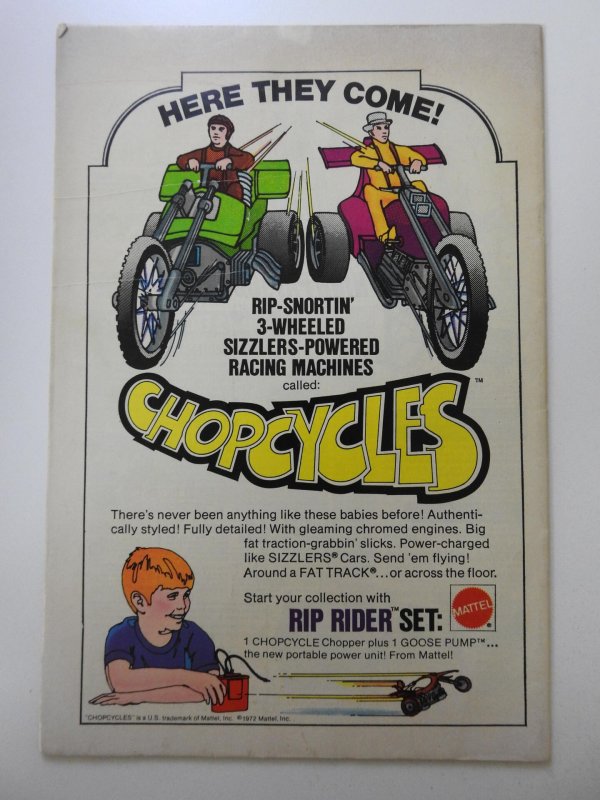 HERE THEY COME!
RIP-SNORTIN'
3-WHEELED
SIZZLERS-POWERED
RACING MACHINES
called:
CHOPCYCLES™
There's never been anything like these babies before! Authenti-
cally styled! Fully detailed! With gleaming chromed engines. Big
fat traction-grabbin' slicks. Power-charged
like SIZZLERS® Cars. Send 'em flying!
Around a FAT TRACK®...or across the floor.
Start your collection with
RIP RIDER™ SET:
MATTEL®
1 CHOPCYCLE Chopper plus 1 GOOSE PUMP™...
the new portable power unit! From Mattel!
"CHOPCYCLES" is a U.S. trademark of Mattel, Inc. ©1972 Mattel, Inc.